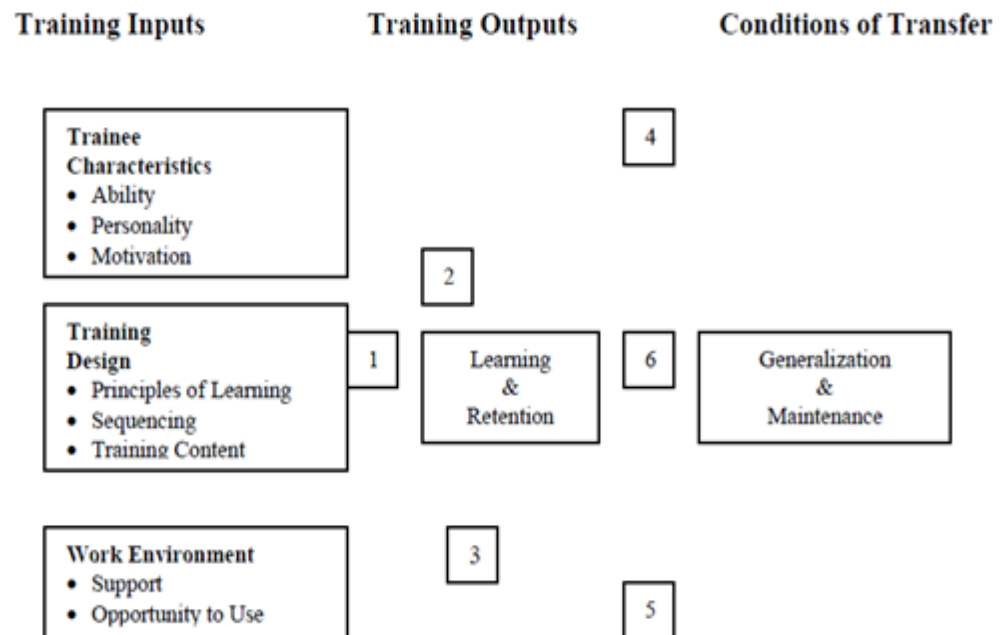 Training Inputs
Training Outputs
Conditions of Transfer
Trainee
Characteristics
• Ability
• Personality
• Motivation
4
2
Training
Design
• Principles of Learning
• Sequencing
• Training Content
1
Learning
&
Retention
6
Generalization
&
Maintenance
Work Environment
• Support
• Opportunity to Use
3
5